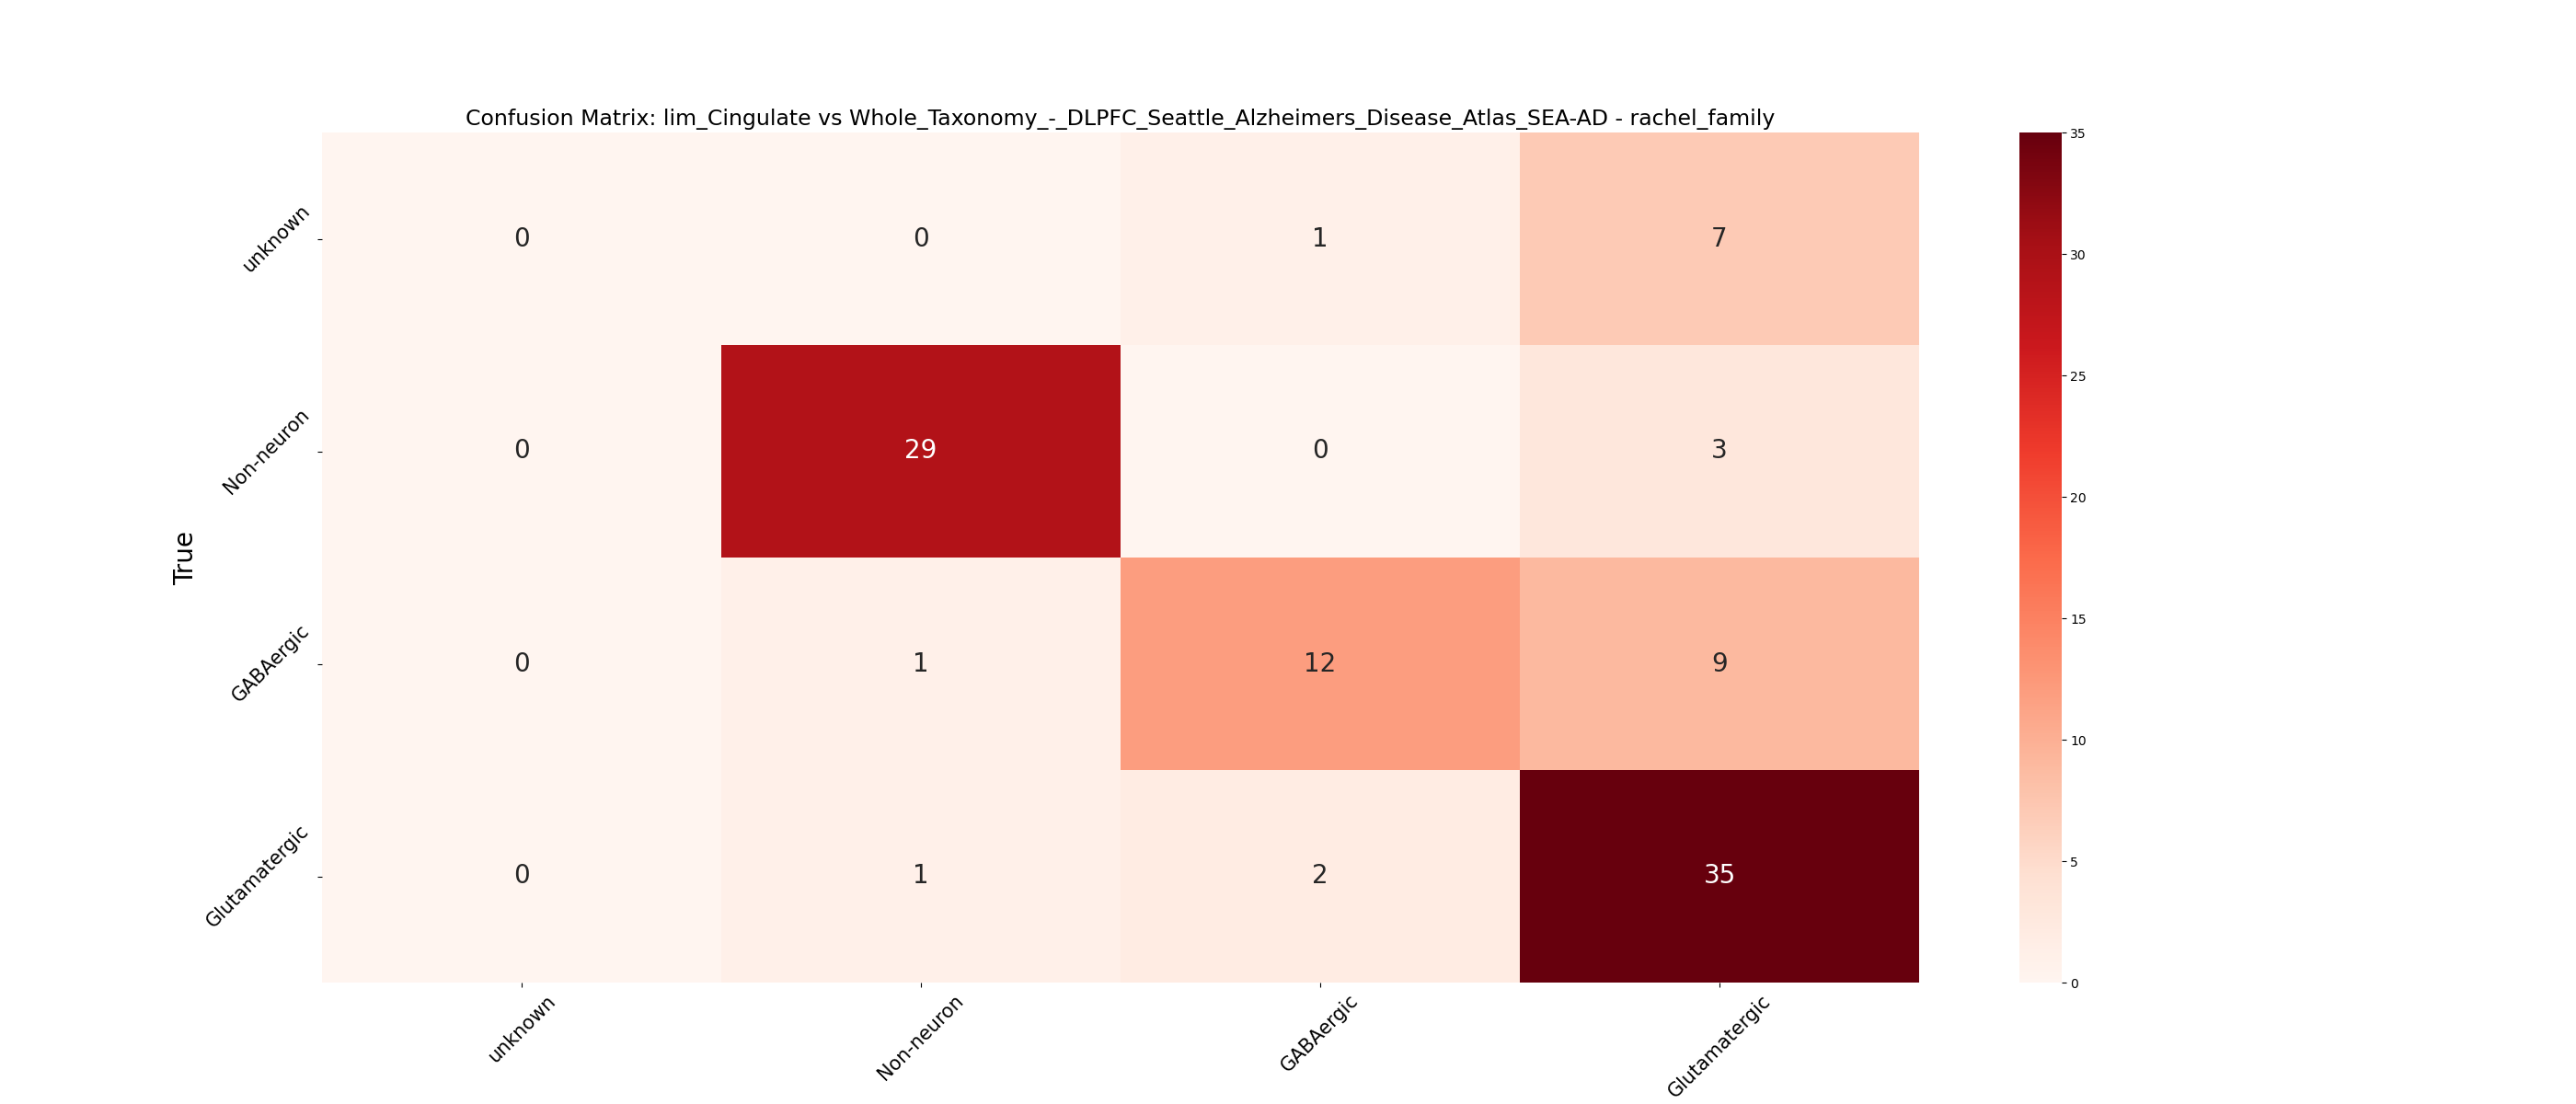 Confusion Matrix: lim_Cingulate vs Whole_Taxonomy_-_DLPFC_Seattle_Alzheimers_Disease_Atlas_SEA-AD - rachel_family
True
unknown
0 0 1 7
Non-neuron
0 29 0 3
GABAergic
0 1 12 9
Glutamatergic
0 1 2 35
unknown Non-neuron GABAergic Glutamatergic
35
30
25
20
15
10
5
0